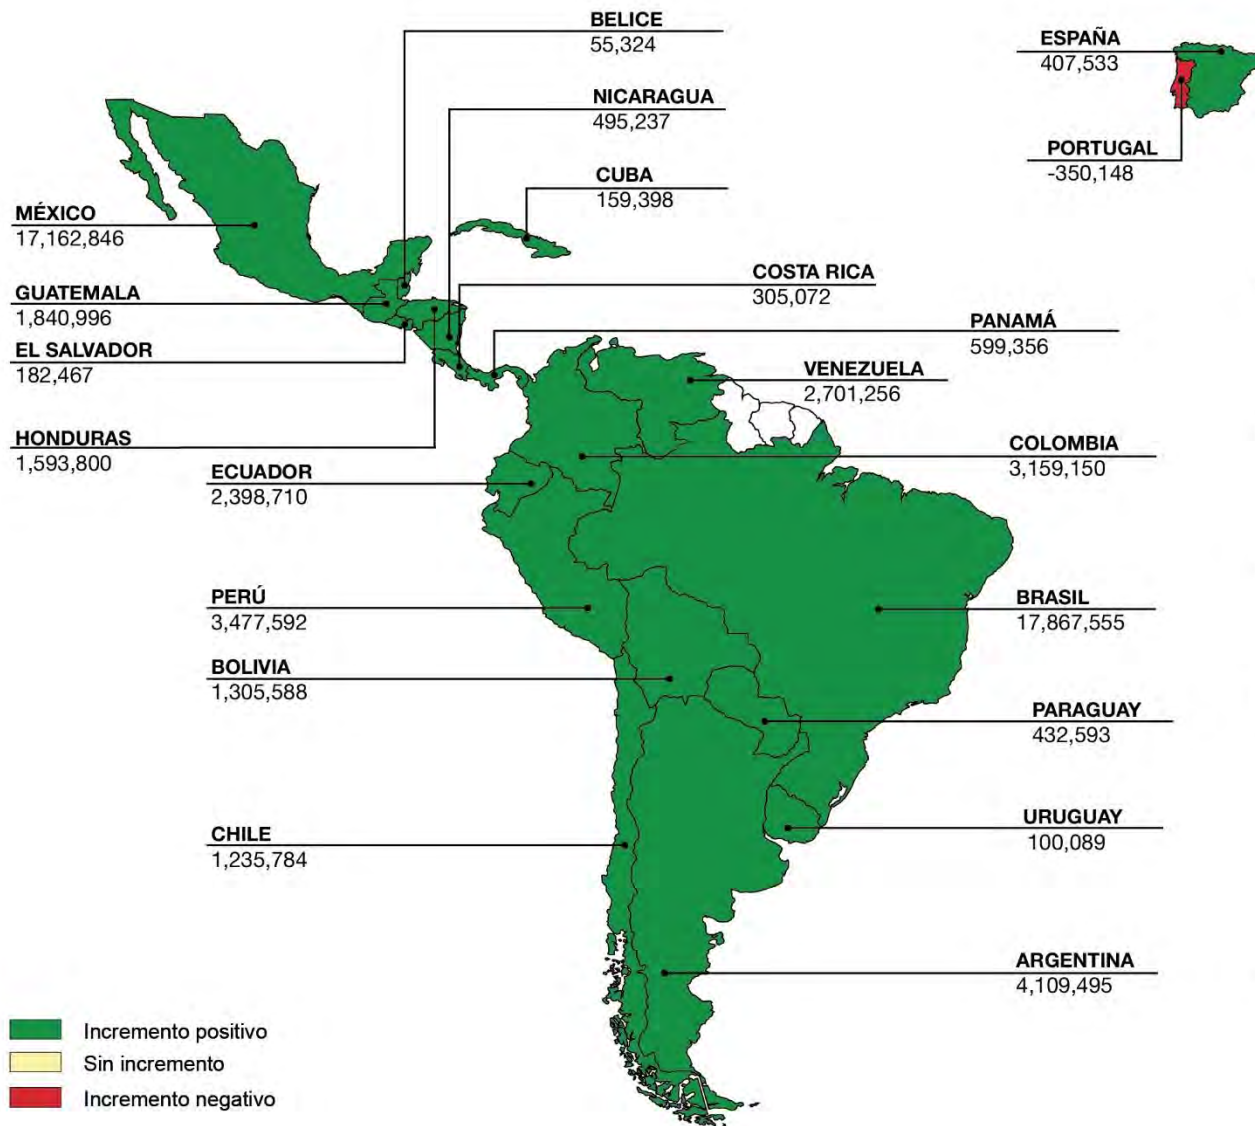 BELICE
55,324
ESPAÑA
407,533
NICARAGUA
495,237
PORTUGAL
-350,148
CUBA
159,398
MÉXICO
17,162,846
COSTA RICA
305,072
GUATEMALA
1,840,996
PANAMÁ
599,356
EL SALVADOR
182,467
VENEZUELA
2,701,256
HONDURAS
1,593,800
COLOMBIA
3,159,150
ECUADOR
2,398,710
PERÚ
3,477,592
BRASIL
17,867,555
BOLIVIA
1,305,588
PARAGUAY
432,593
CHILE
1,235,784
URUGUAY
100,089
ARGENTINA
4,109,495
Incremento positivo
Sin incremento
Incremento negativo